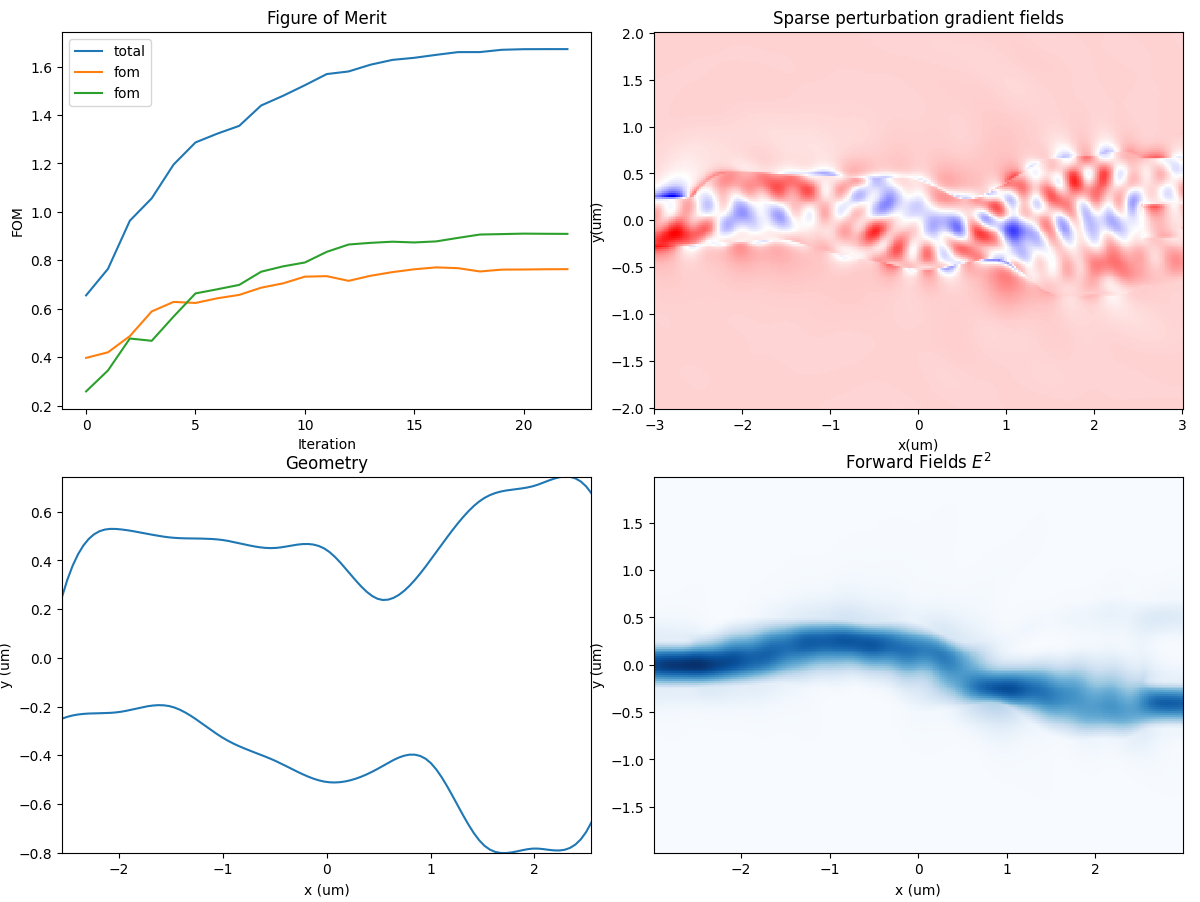 Figure of Merit
total
fom
fom
FOM
1.6
1.4
1.2
1.0
0.8
0.6
0.4
0.2
0 5 10 15 20
Iteration
Sparse perturbation gradient fields
y(um)
2.0
1.5
1.0
0.5
0.0
−0.5
−1.0
−1.5
−2.0
−3 −2 −1 0 1 2 3
x(um)
Geometry
y (um)
0.6
0.4
0.2
0.0
−0.2
−0.4
−0.6
−0.8
−2 −1 0 1 2
x (um)
Forward Fields E²
y (um)
1.5
1.0
0.5
0.0
−0.5
−1.0
−1.5
−2 −1 0 1 2
x (um)